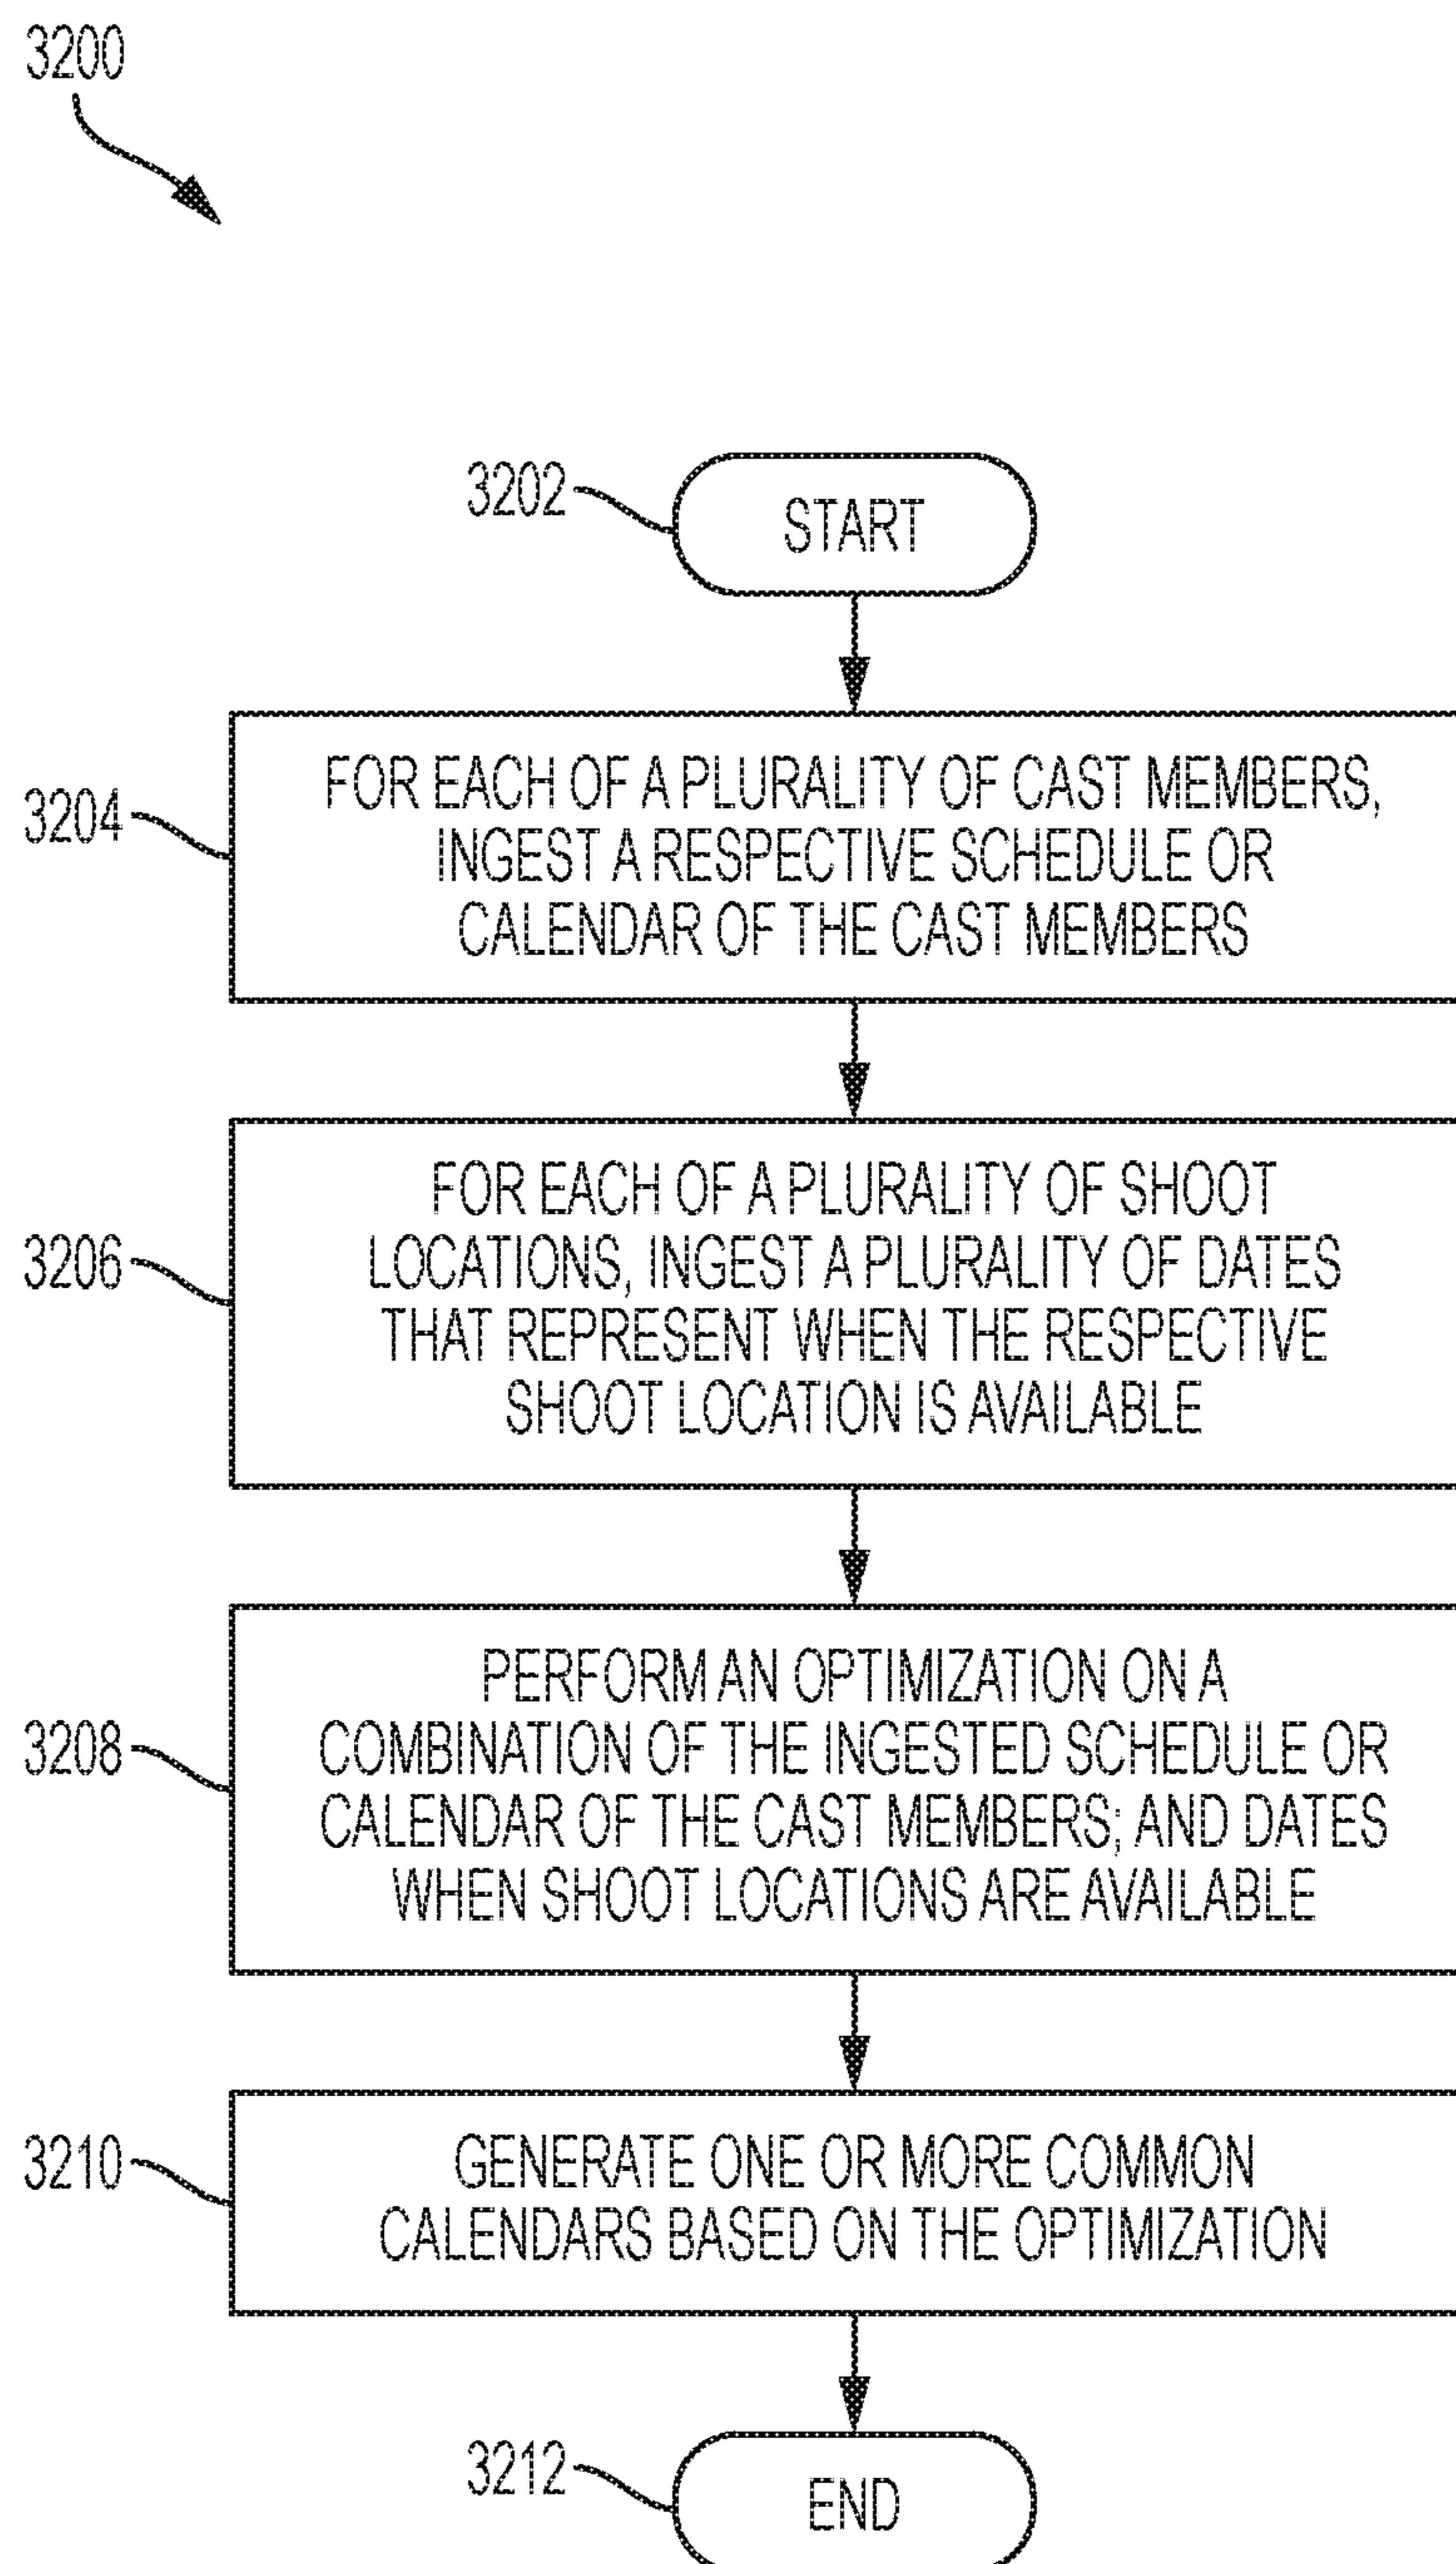 3200
3202
START
3204
FOR EACH OF A PLURALITY OF CAST MEMBERS,
INGEST A RESPECTIVE SCHEDULE OR
CALENDAR OF THE CAST MEMBERS
3206
FOR EACH OF A PLURALITY OF SHOOT
LOCATIONS, INGEST A PLURALITY OF DATES
THAT REPRESENT WHEN THE RESPECTIVE
SHOOT LOCATION IS AVAILABLE
3208
PERFORM AN OPTIMIZATION ON A
COMBINATION OF THE INGESTED SCHEDULE OR
CALENDAR OF THE CAST MEMBERS; AND DATES
WHEN SHOOT LOCATIONS ARE AVAILABLE
3210
GENERATE ONE OR MORE COMMON
CALENDARS BASED ON THE OPTIMIZATION
3212
END